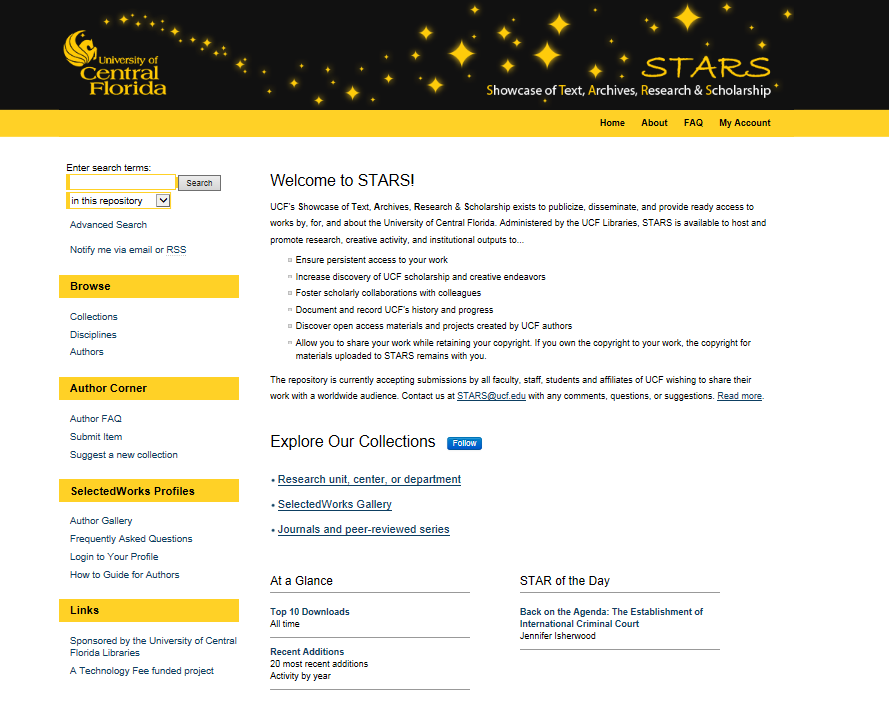 University of
Central
Florida
STARS
Showcase of Text, Archives, Research & Scholarship
Home About FAQ My Account
Enter search terms:
Search
in this repository
Advanced Search
Notify me via email or RSS
Browse
Collections
Disciplines
Authors
Author Corner
Author FAQ
Submit Item
Suggest a new collection
SelectedWorks Profiles
Author Gallery
Frequently Asked Questions
Login to Your Profile
How to Guide for Authors
Links
Sponsored by the University of Central
Florida Libraries
A Technology Fee funded project
Welcome to STARS!
UCF's Showcase of Text, Archives, Research & Scholarship exists to publicize, disseminate, and provide ready access to
works by, for, and about the University of Central Florida. Administered by the UCF Libraries, STARS is available to host and
promote research, creative activity, and institutional outputs to...
Ensure persistent access to your work
Increase discovery of UCF scholarship and creative endeavors
Foster scholarly collaborations with colleagues
Document and record UCF's history and progress
Discover open access materials and projects created by UCF authors
Allow you to share your work while retaining your copyright. If you own the copyright to your work, the copyright for
materials uploaded to STARS remains with you.
The repository is currently accepting submissions by all faculty, staff, students and affiliates of UCF wishing to share their
work with a worldwide audience. Contact us at STARS@ucf.edu with any comments, questions, or suggestions. Read more.
Explore Our Collections Follow
• Research unit, center, or department
• SelectedWorks Gallery
• Journals and peer-reviewed series
At a Glance
Top 10 Downloads
All time
Recent Additions
20 most recent additions
Activity by year
STAR of the Day
Back on the Agenda: The Establishment of
International Criminal Court
Jennifer Isherwood